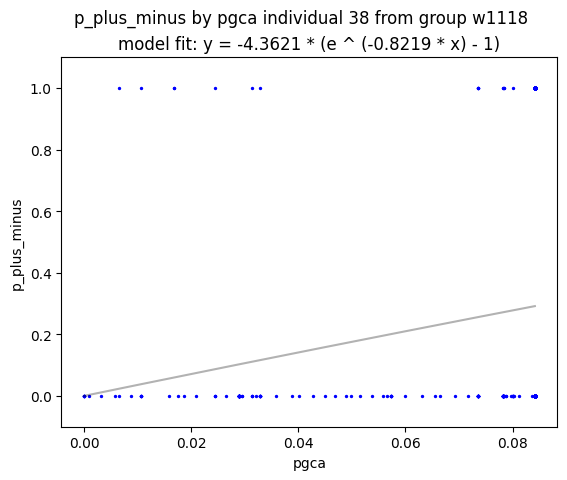 p_plus_minus by pgca individual 38 from group w1118
model fit: y = -4.3621 * (e ^ (-0.8219 * x) - 1)
1.0
0.8
0.6
0.4
0.2
0.0
p_plus_minus
0.00 0.02 0.04 0.06 0.08
pgca